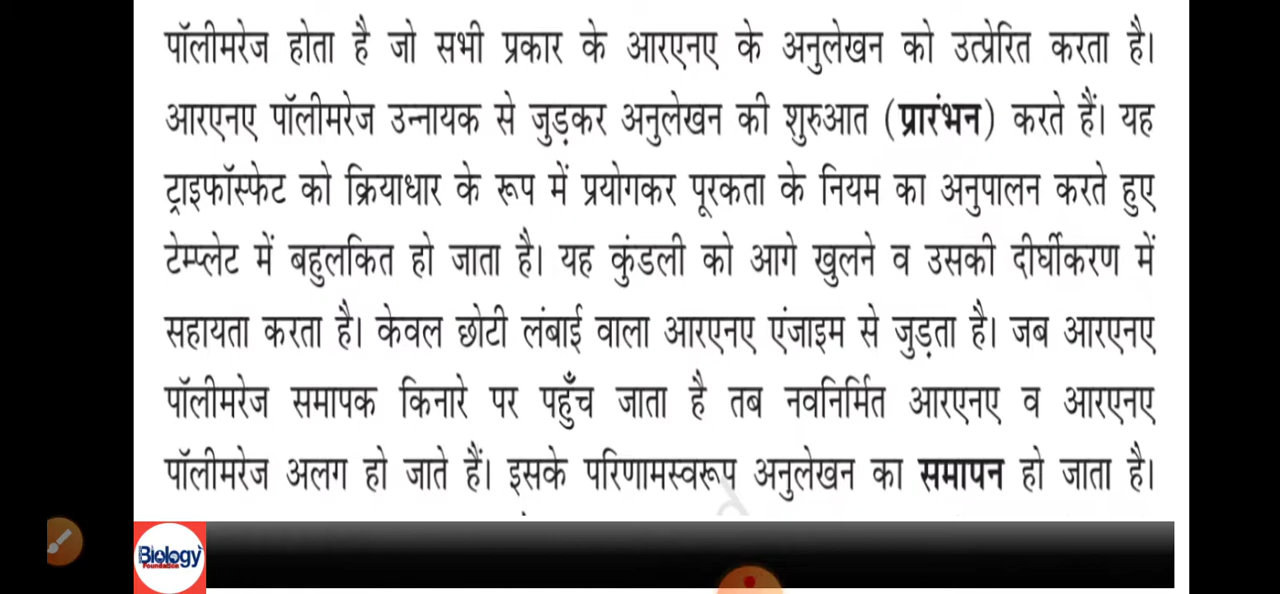 पॉलीमरेज होता है जो सभी प्रकार के आरएनए के अनुलेखन को उत्प्रेरित करता है।
आरएनए पॉलीमरेज उन्नायक से जुड़कर अनुलेखन की शुरुआत (प्रारंभन) करते हैं। यह
ट्राइफॉस्फेट को क्रियाधार के रूप में प्रयोगकर पूरकता के नियम का अनुपालन करते हुए
टेम्प्लेट में बहुलकित हो जाता है। यह कुंडली को आगे खुलने व उसकी दीर्घीकरण में
सहायता करता है। केवल छोटी लंबाई वाला आरएनए एंजाइम से जुड़ता है। जब आरएनए
पॉलीमरेज समापक किनारे पर पहुँच जाता है तब नवनिर्मित आरएनए व आरएनए
पॉलीमरेज अलग हो जाते हैं। इसके परिणामस्वरूप अनुलेखन का समापन हो जाता है।
Biology
Foundation